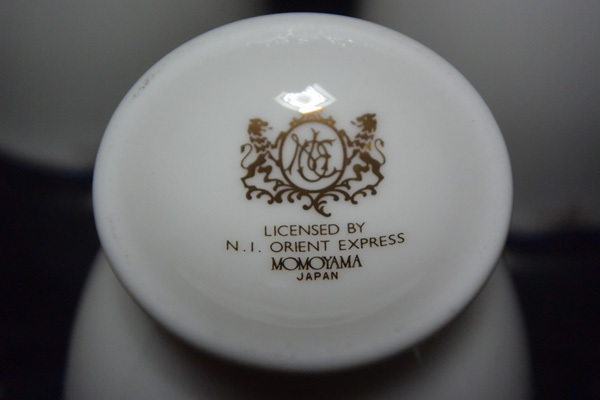 LICENSED BY
N.I. ORIENT EXPRESS
MOMOYAMA
JAPAN